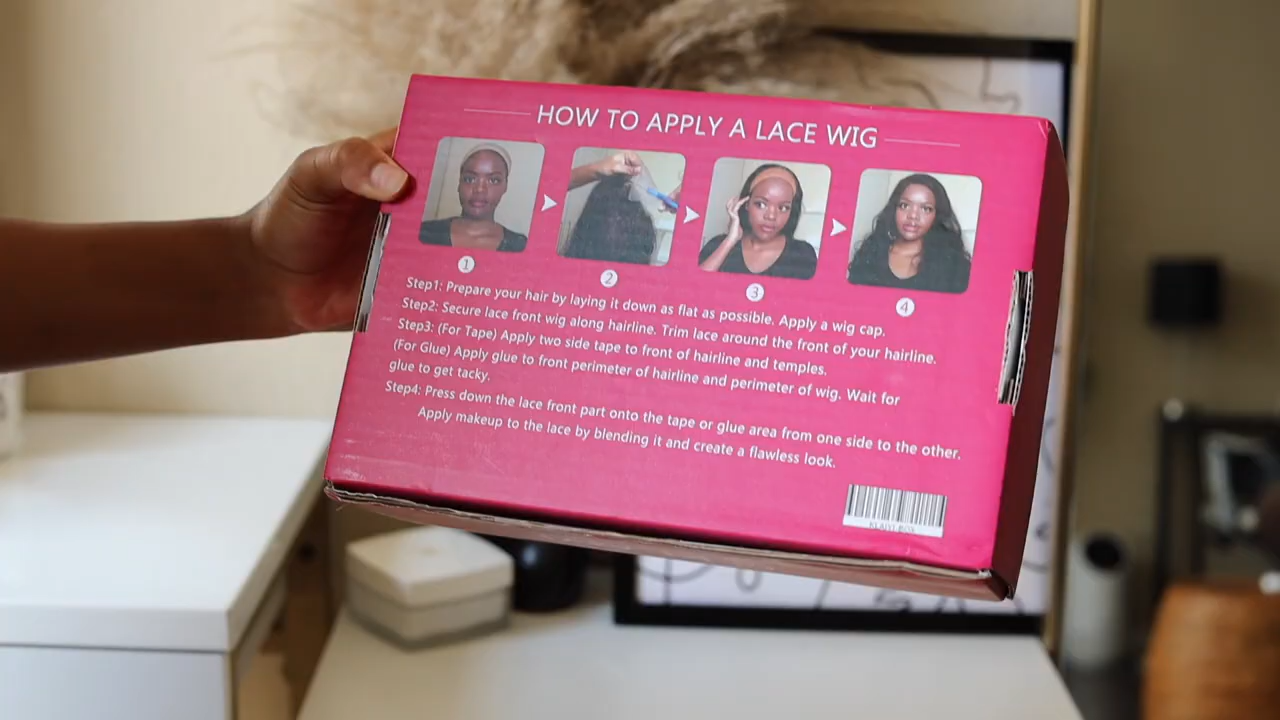 HOW TO APPLY A LACE WIG
1
2
3
4
Step1: Prepare your hair by laying it down as flat as possible. Apply a wig cap.
Step2: Secure lace front wig along hairline. Trim lace around the front of your hairline.
Step3: (For Tape) Apply two side tape to front of hairline and temples.
(For Glue) Apply glue to front perimeter of hairline and perimeter of wig. Wait for
glue to get tacky.
Step4: Press down the lace front part onto the tape or glue area from one side to the other.
Apply makeup to the lace by blending it and create a flawless look.